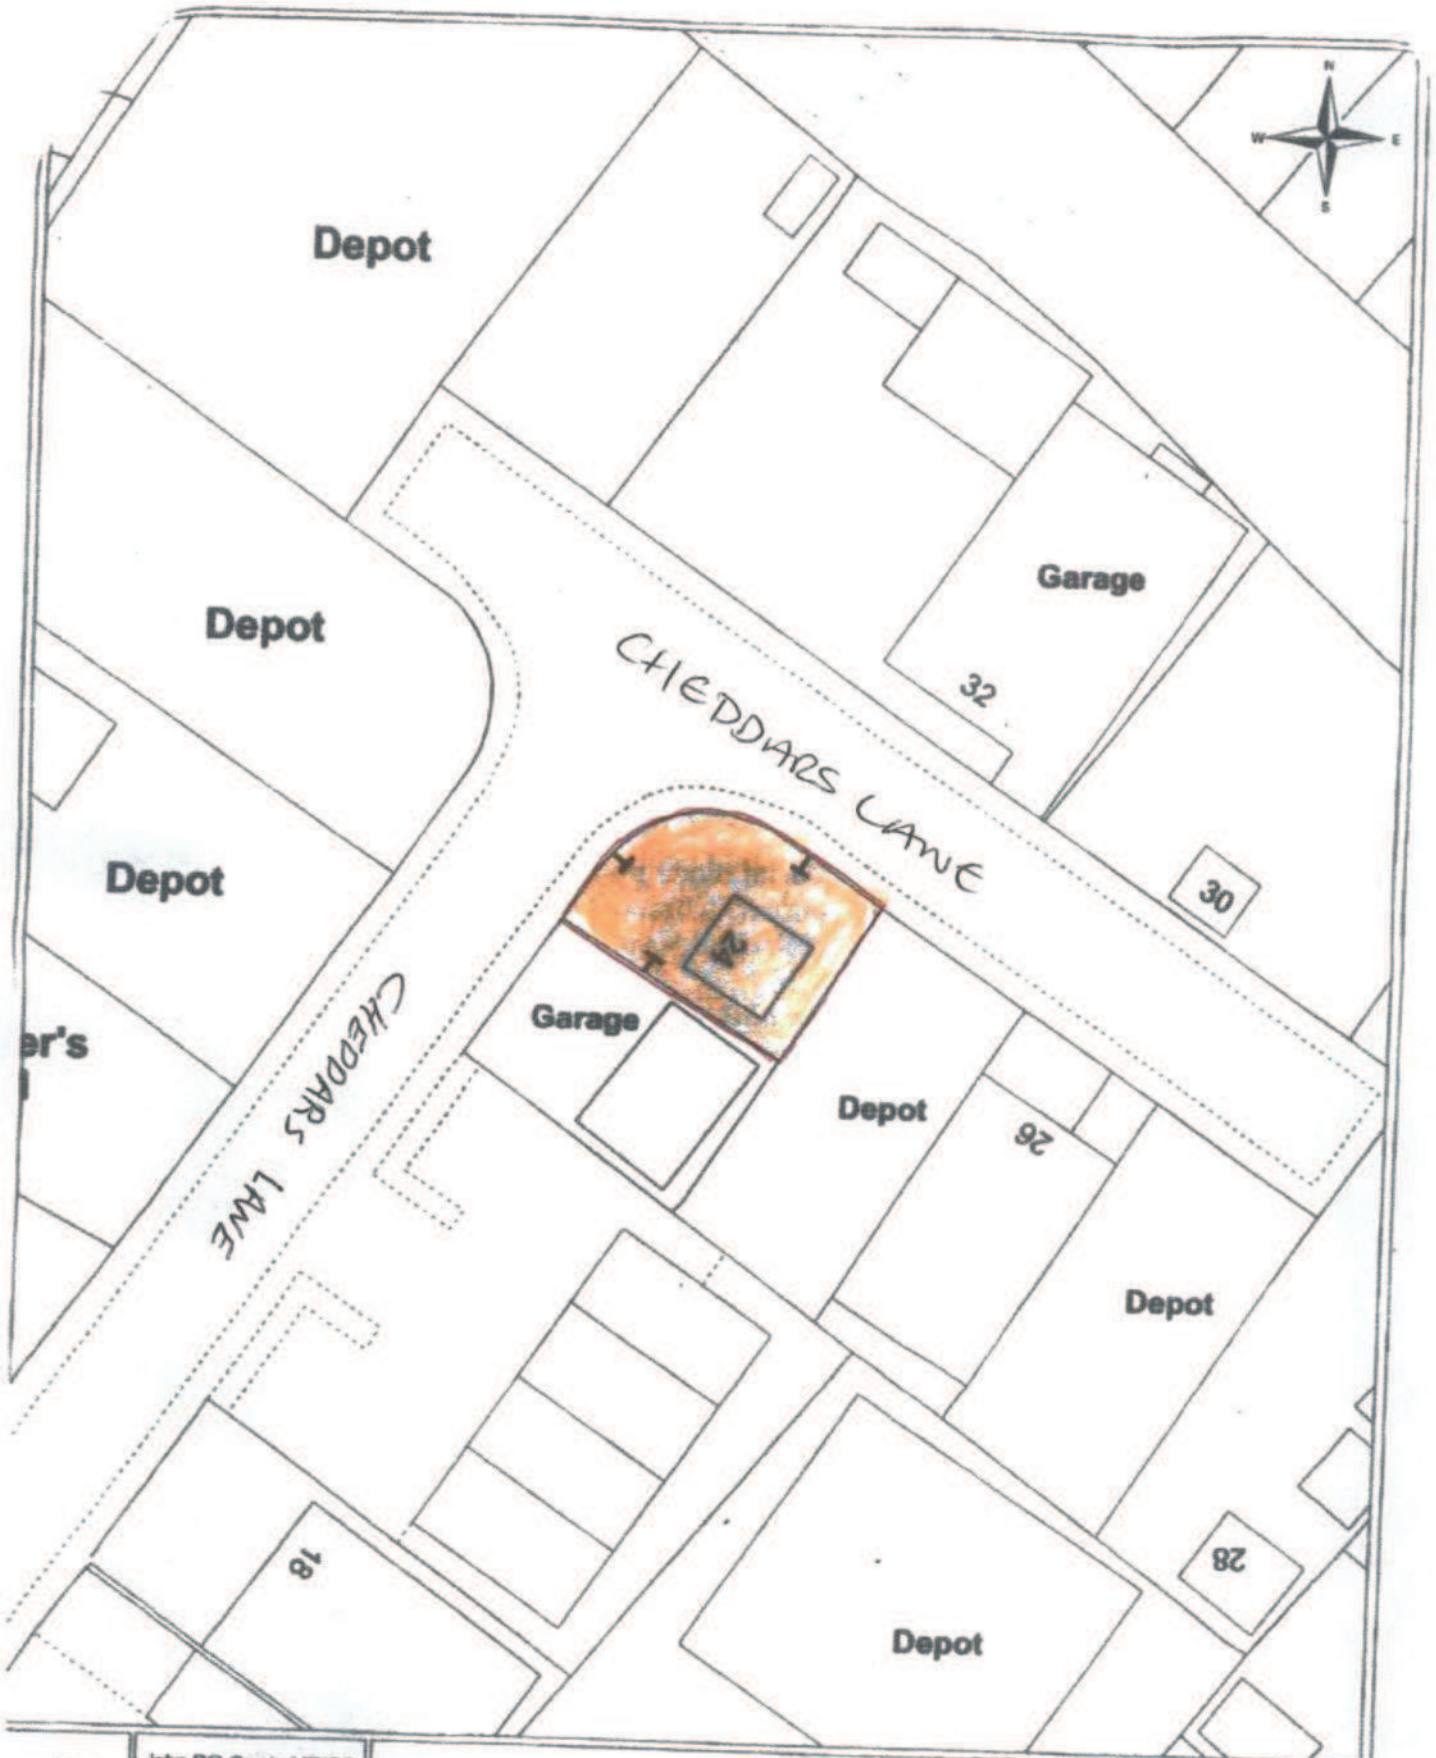 N
W E
S
Depot
Garage
Depot
32
CHEDDARS LANE
Depot
30
24
er's
Garage
CHEDDARS LANE
Depot
26
Depot
28
18
Depot